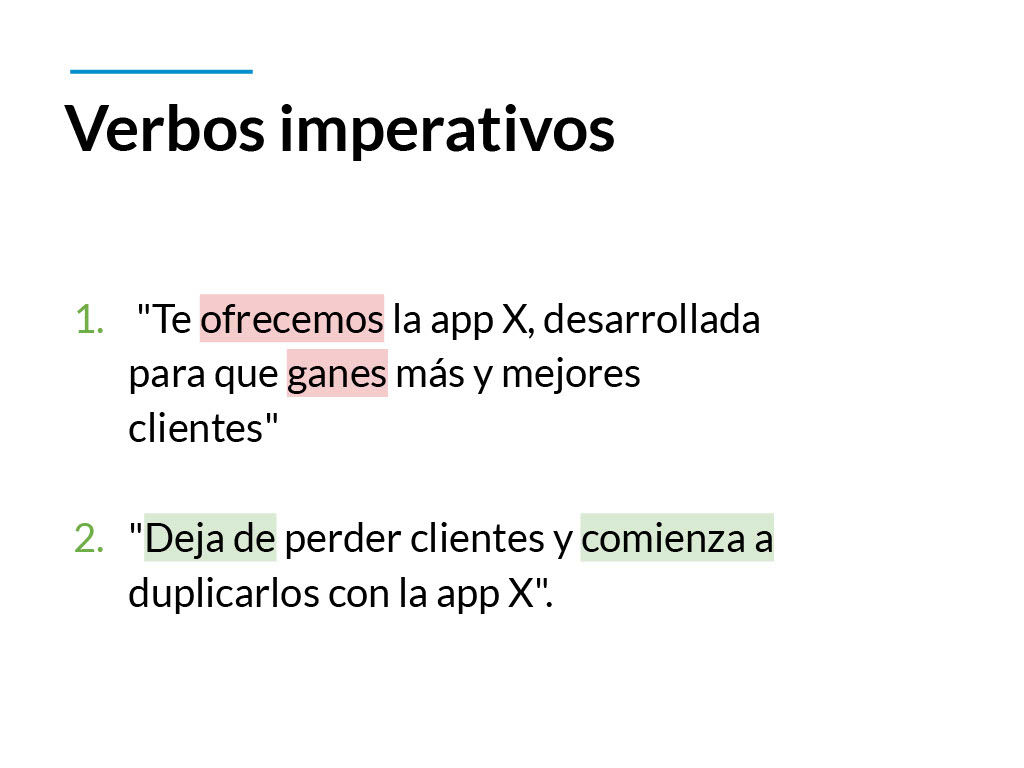 Verbos imperativos
1. "Te ofrecemos la app X, desarrollada
para que ganes más y mejores
clientes"
2. "Deja de perder clientes y comienza a
duplicarlos con la app X".